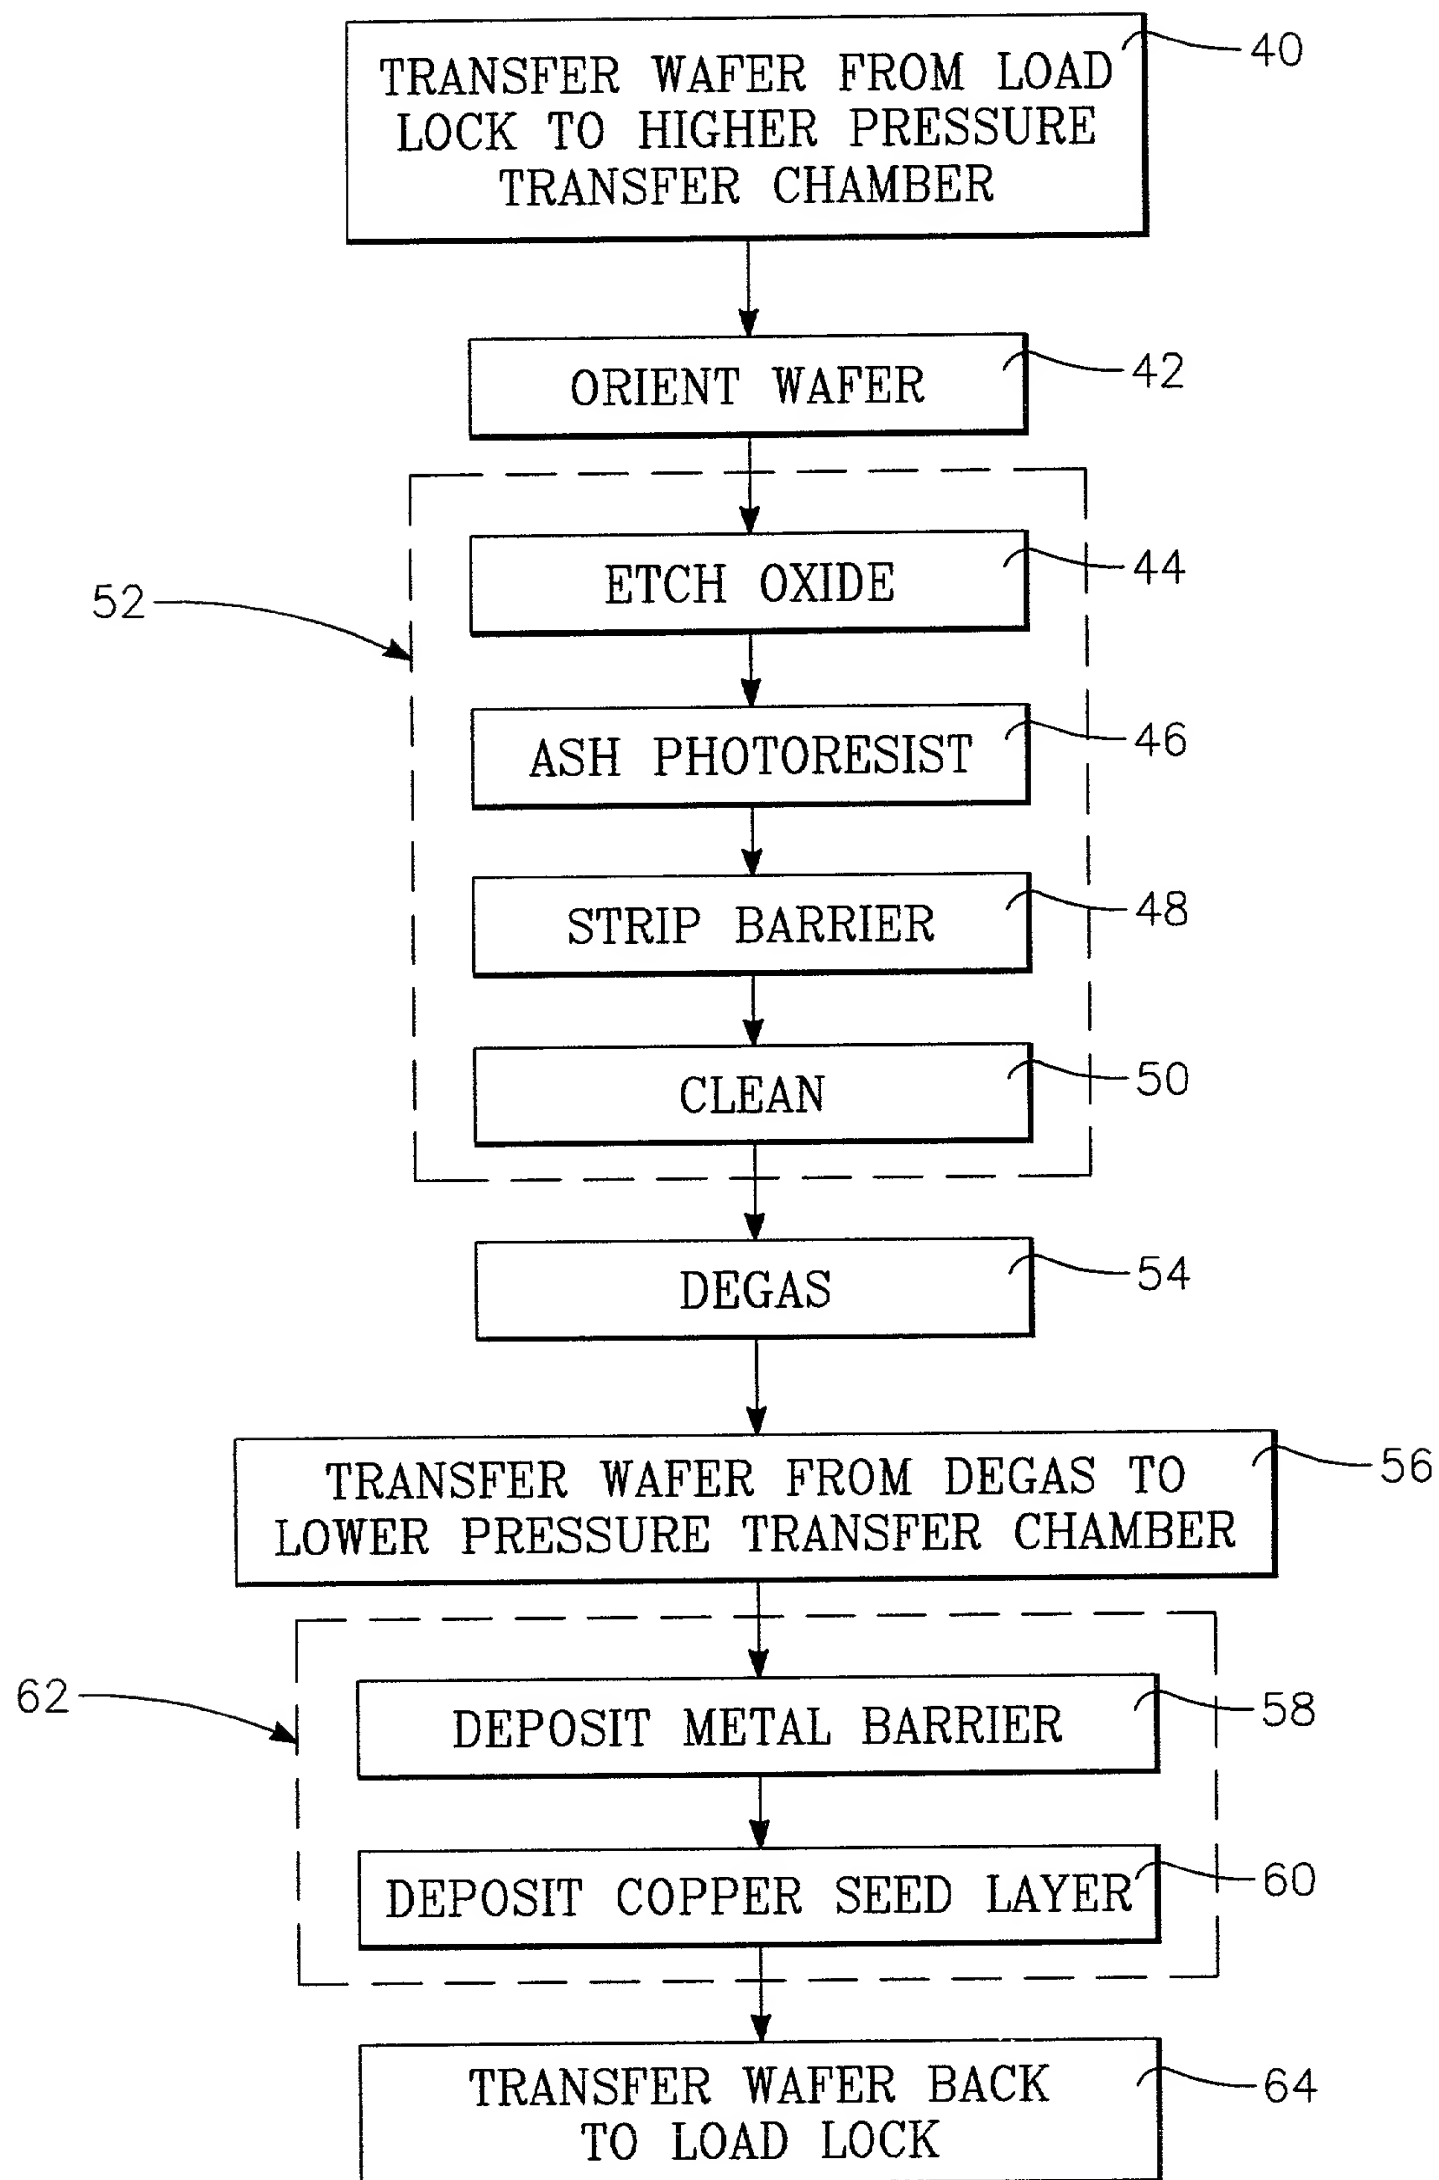 TRANSFER WAFER FROM LOAD
LOCK TO HIGHER PRESSURE
TRANSFER CHAMBER
40
ORIENT WAFER
42
ETCH OXIDE
44
52
ASH PHOTORESIST
46
STRIP BARRIER
48
CLEAN
50
DEGAS
54
TRANSFER WAFER FROM DEGAS TO
LOWER PRESSURE TRANSFER CHAMBER
56
62
DEPOSIT METAL BARRIER
58
DEPOSIT COPPER SEED LAYER
60
TRANSFER WAFER BACK
TO LOAD LOCK
64